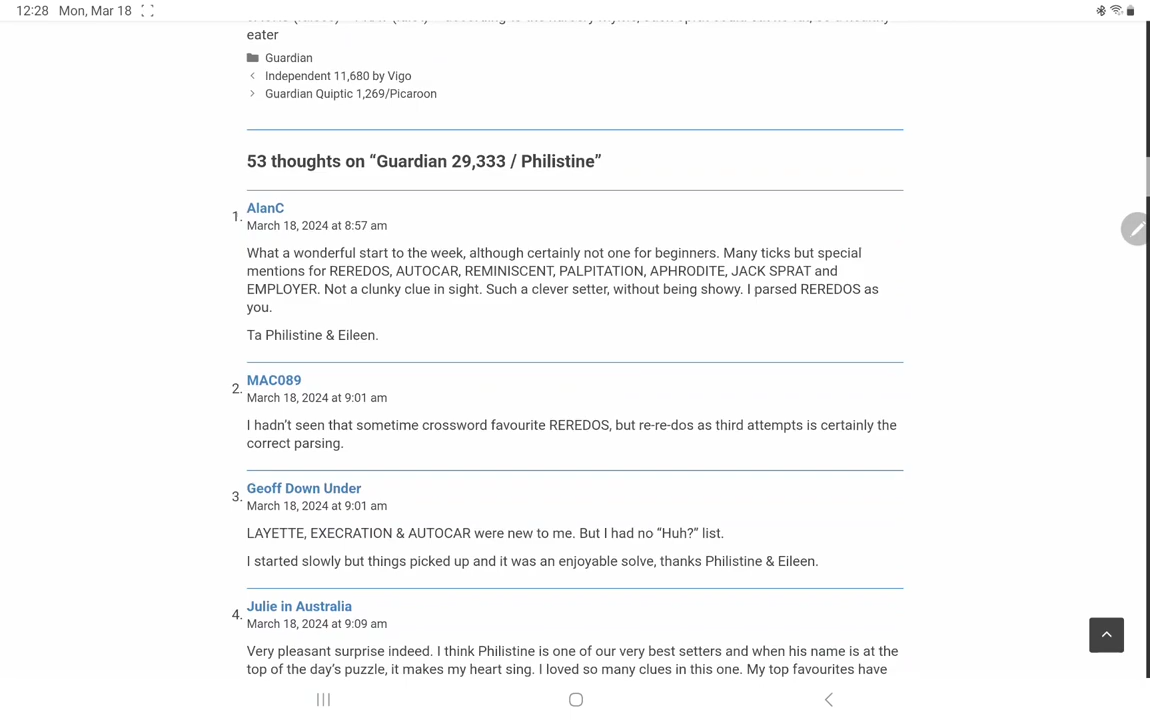 12:28 Mon, Mar 18
eater
Guardian
Independent 11,680 by Vigo
Guardian Quiptic 1,269/Picaroon
53 thoughts on “Guardian 29,333 / Philistine”
1.
AlanC
March 18, 2024 at 8:57 am
What a wonderful start to the week, although certainly not one for beginners. Many ticks but special
mentions for REREDOS, AUTOCAR, REMINISCENT, PALPITATION, APHRODITE, JACK SPRAT and
EMPLOYER. Not a clunky clue in sight. Such a clever setter, without being showy. I parsed REREDOS as
you.
Ta Philistine & Eileen.
2.
MAC089
March 18, 2024 at 9:01 am
I hadn’t seen that sometime crossword favourite REREDOS, but re-re-dos as third attempts is certainly the
correct parsing.
3.
Geoff Down Under
March 18, 2024 at 9:01 am
LAYETTE, EXECRATION & AUTOCAR were new to me. But I had no “Huh?” list.
I started slowly but things picked up and it was an enjoyable solve, thanks Philistine & Eileen.
4.
Julie in Australia
March 18, 2024 at 9:09 am
Very pleasant surprise indeed. I think Philistine is one of our very best setters and when his name is at the
top of the day’s puzzle, it makes my heart sing. I loved so many clues in this one. My top favourites have